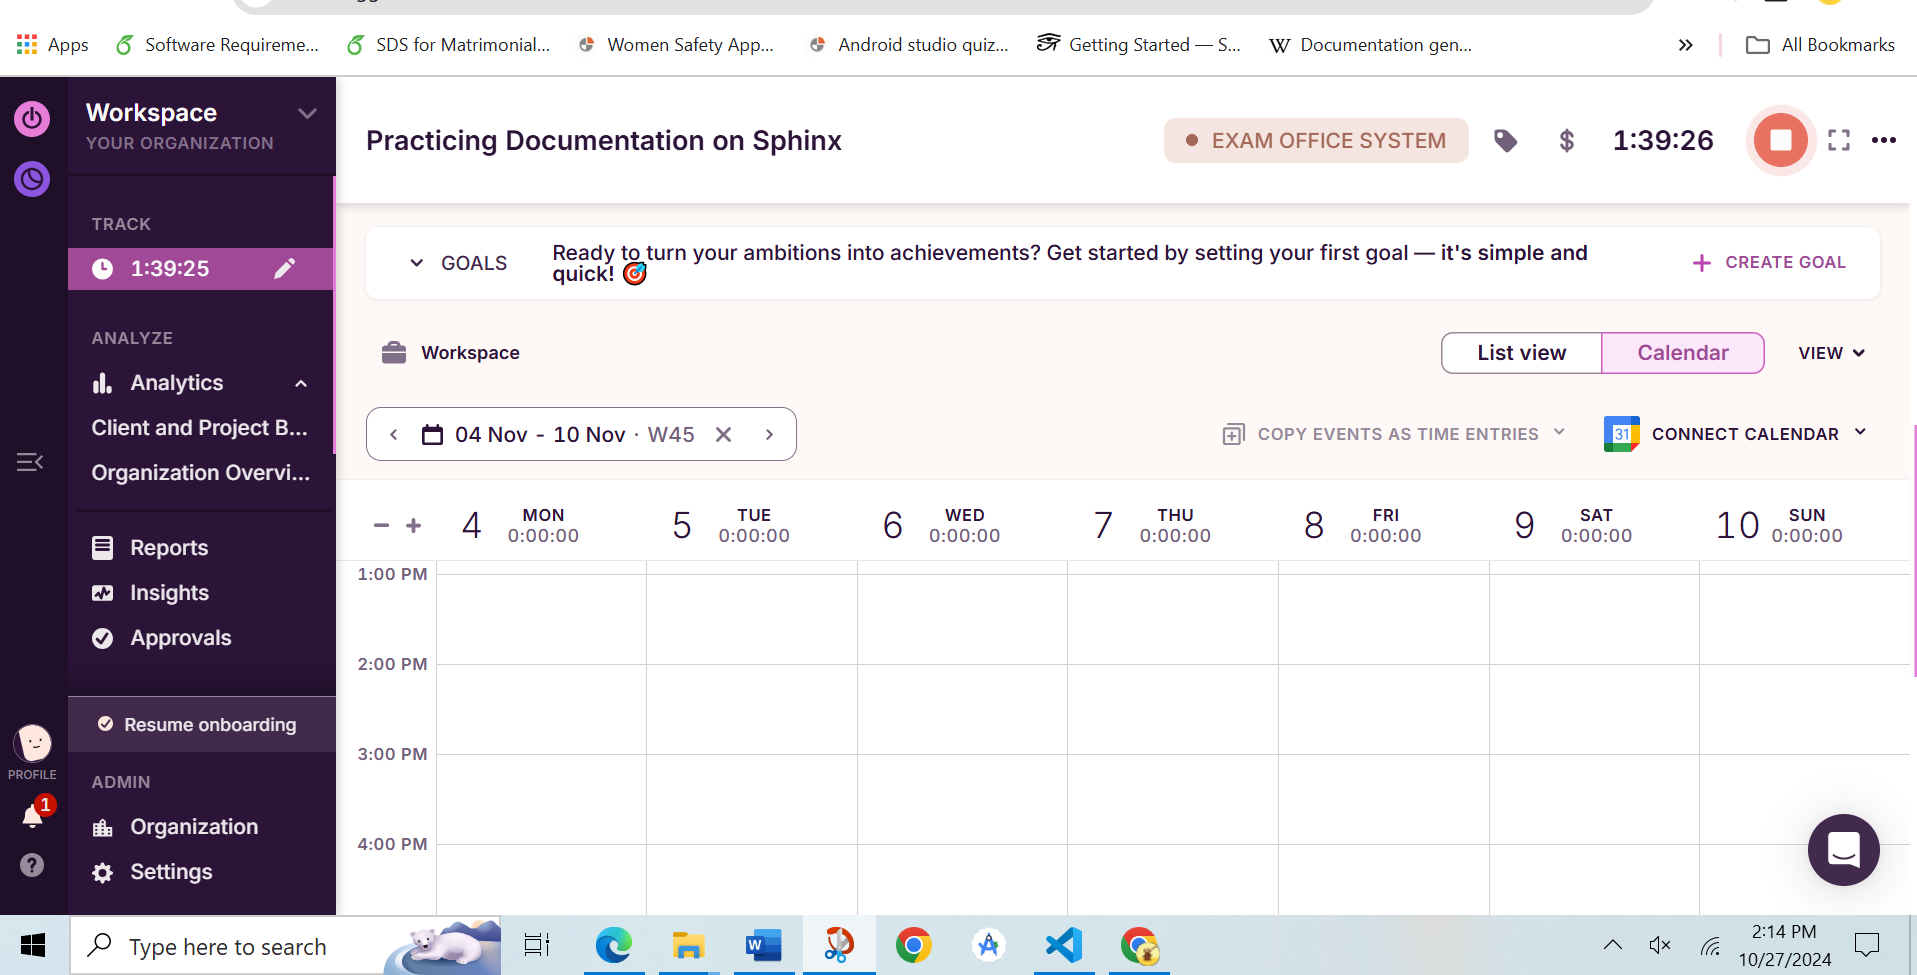 Apps
Software Requireme...
SDS for Matrimonial...
Women Safety App...
Android studio quiz...
Getting Started — S...
W Documentation gen...
All Bookmarks
Workspace
YOUR ORGANIZATION
Practicing Documentation on Sphinx
EXAM OFFICE SYSTEM
$
1:39:26
TRACK
1:39:25
ANALYZE
Analytics
Client and Project B...
Organization Overvi...
Reports
Insights
Approvals
Resume onboarding
PROFILE
1
?
ADMIN
Organization
Settings
GOALS
Ready to turn your ambitions into achievements? Get started by setting your first goal — it's simple and
quick! 🎯
+ CREATE GOAL
Workspace
List view
Calendar
VIEW
04 Nov - 10 Nov · W45
COPY EVENTS AS TIME ENTRIES
31
CONNECT CALENDAR
4 MON 0:00:00
5 TUE 0:00:00
6 WED 0:00:00
7 THU 0:00:00
8 FRI 0:00:00
9 SAT 0:00:00
10 SUN 0:00:00
1:00 PM
2:00 PM
3:00 PM
4:00 PM
Type here to search
W
2:14 PM
10/27/2024